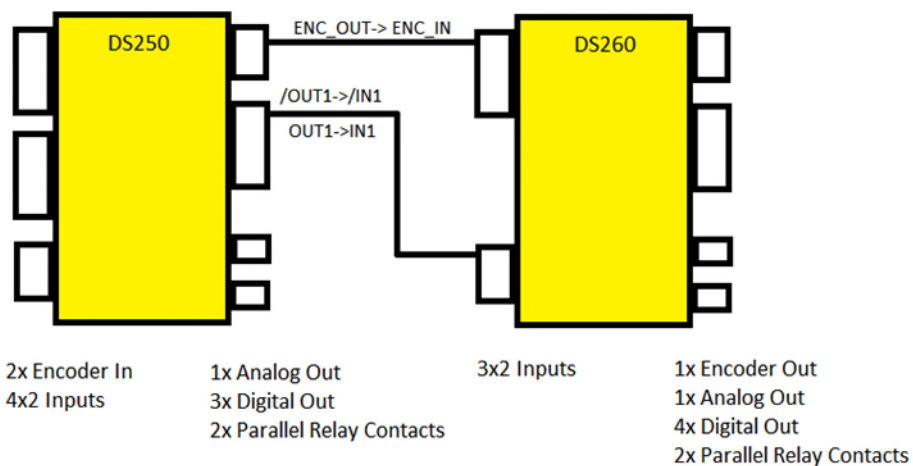 DS250
ENC_OUT-> ENC_IN
DS260
/OUT1->/IN1
OUT1->IN1
2x Encoder In
4x2 Inputs
1x Analog Out
3x Digital Out
2x Parallel Relay Contacts
3x2 Inputs
1x Encoder Out
1x Analog Out
4x Digital Out
2x Parallel Relay Contacts